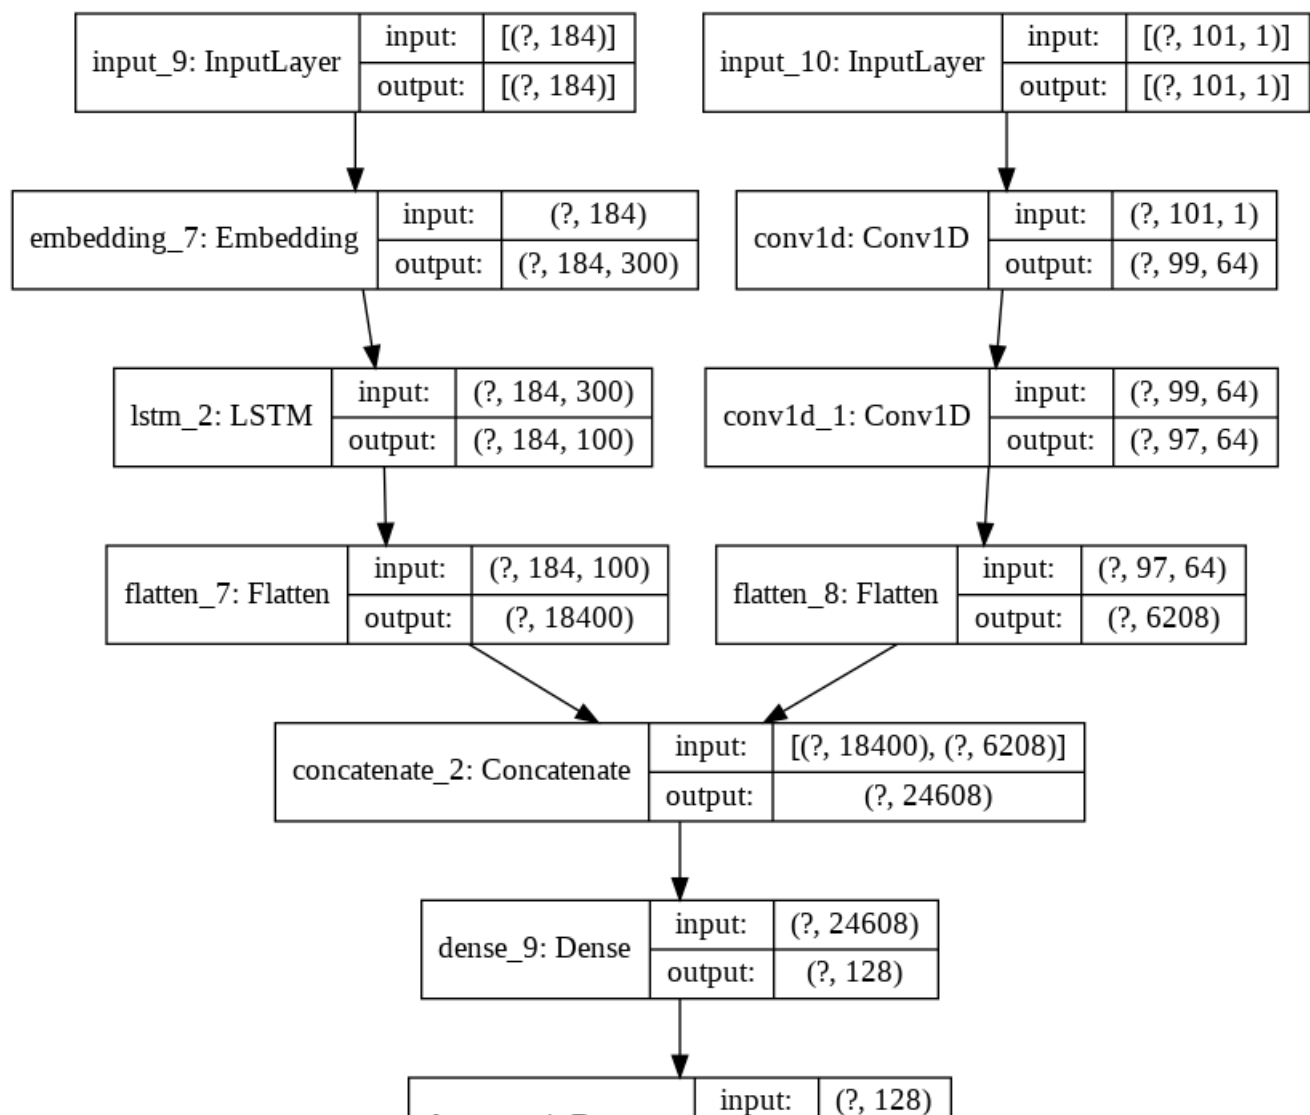 input_9: InputLayer
input: [(?, 184)]
output: [(?, 184)]
input_10: InputLayer
input: [(?, 101, 1)]
output: [(?, 101, 1)]
embedding_7: Embedding
input: (?, 184)
output: (?, 184, 300)
conv1d: Conv1D
input: (?, 101, 1)
output: (?, 99, 64)
lstm_2: LSTM
input: (?, 184, 300)
output: (?, 184, 100)
conv1d_1: Conv1D
input: (?, 99, 64)
output: (?, 97, 64)
flatten_7: Flatten
input: (?, 184, 100)
output: (?, 18400)
flatten_8: Flatten
input: (?, 97, 64)
output: (?, 6208)
concatenate_2: Concatenate
input: [(?, 18400), (?, 6208)]
output: (?, 24608)
dense_9: Dense
input: (?, 24608)
output: (?, 128)
input: (?, 128)